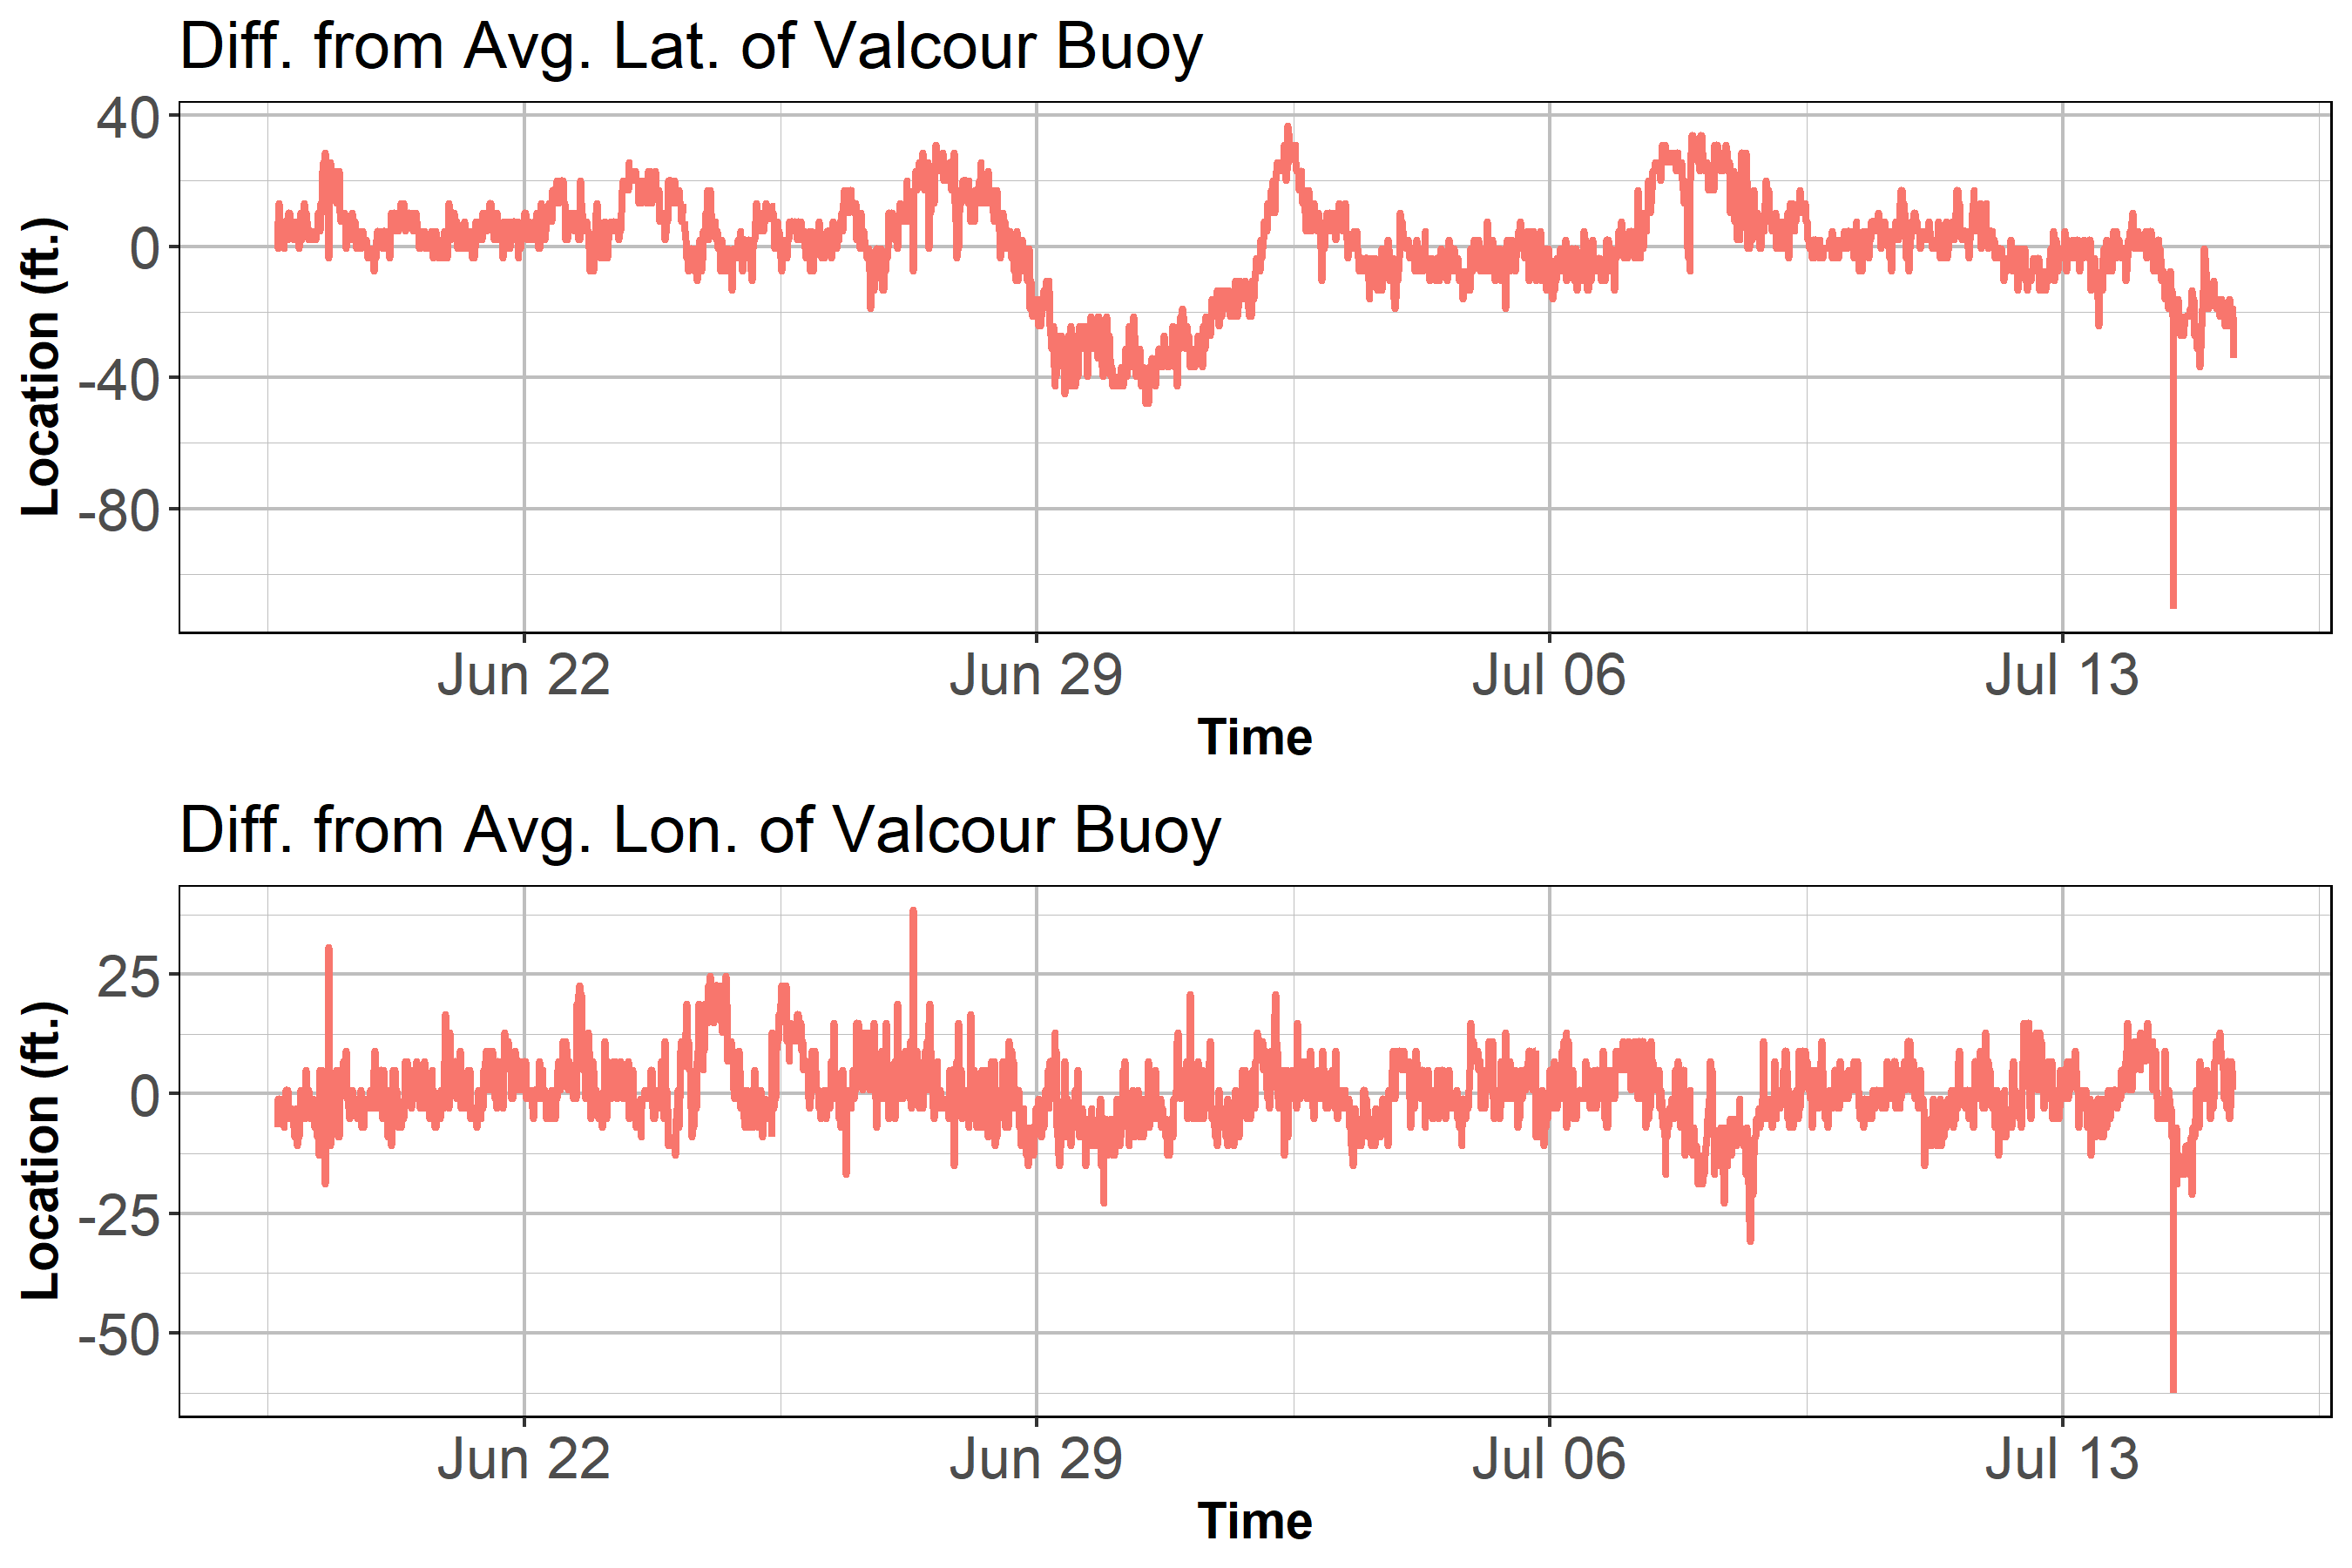 Diff. from Avg. Lat. of Valcour Buoy
Location (ft.)
40
0
-40
-80
Jun 22
Jun 29
Jul 06
Jul 13
Time
Diff. from Avg. Lon. of Valcour Buoy
Location (ft.)
25
0
-25
-50
Jun 22
Jun 29
Jul 06
Jul 13
Time